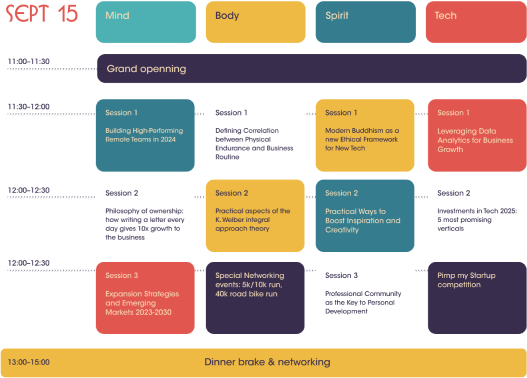 SEPT 15
Mind
Body
Spirit
Tech
11:00-11:30
Grand openning
11:30-12:00
Session 1
Building High-Performing
Remote Teams in 2024
Session 1
Defining Correlation
between Physical
Endurance and Business
Routine
Session 1
Modern Buddhism as a
new Ethical Framework
for New Tech
Session 1
Leveraging Data
Analytics for Business
Growth
12:00-12:30
Session 2
Philosophy of ownership:
how writing a letter every
day gives 10x growth to
the business
Session 2
Practical aspects of the
K.Welber integral
approach theory
Session 2
Practical Ways to
Boost Inspiration and
Creativity
Session 2
Investments in Tech 2025:
5 most promising
verticals
12:00-12:30
Session 3
Expansion Strategies
and Emerging
Markets 2023-2030
Special Networking
events: 5k/10k run,
40k road bike run
Session 3
Professional Community
as the Key to Personal
Development
Pimp my Startup
competition
13:00-15:00
Dinner brake & networking